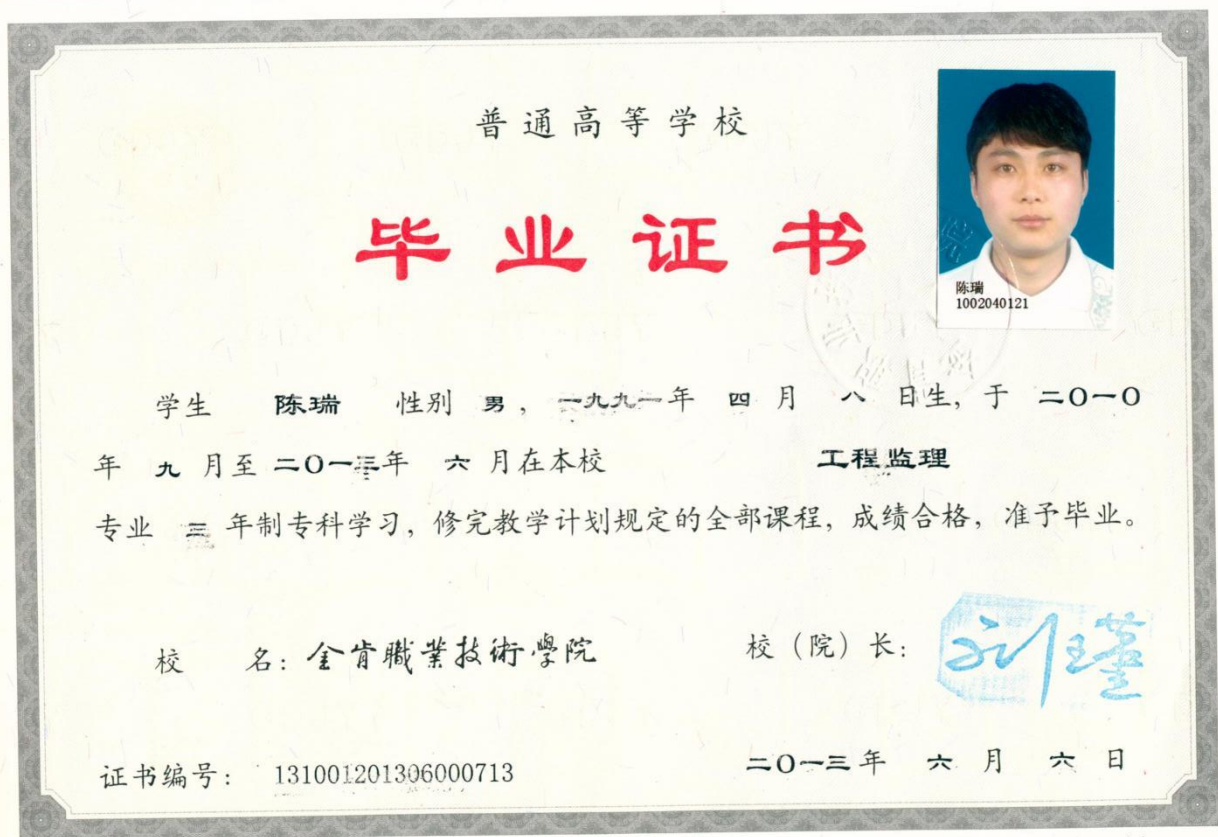 普通高等学校
毕业证书
陈瑞
1002040121
学生 陈瑞 性别 男，一九九一年 四 月 八 日生，于 二〇一〇
年 九 月至 二〇一三年 六 月在本校 工程监理
专业 三 年制专科学习，修完教学计划规定的全部课程，成绩合格，准予毕业。
校 名：金肯職業技術學院
校（院）长：
证书编号： 131001201306000713
二〇一三年 六 月 六 日